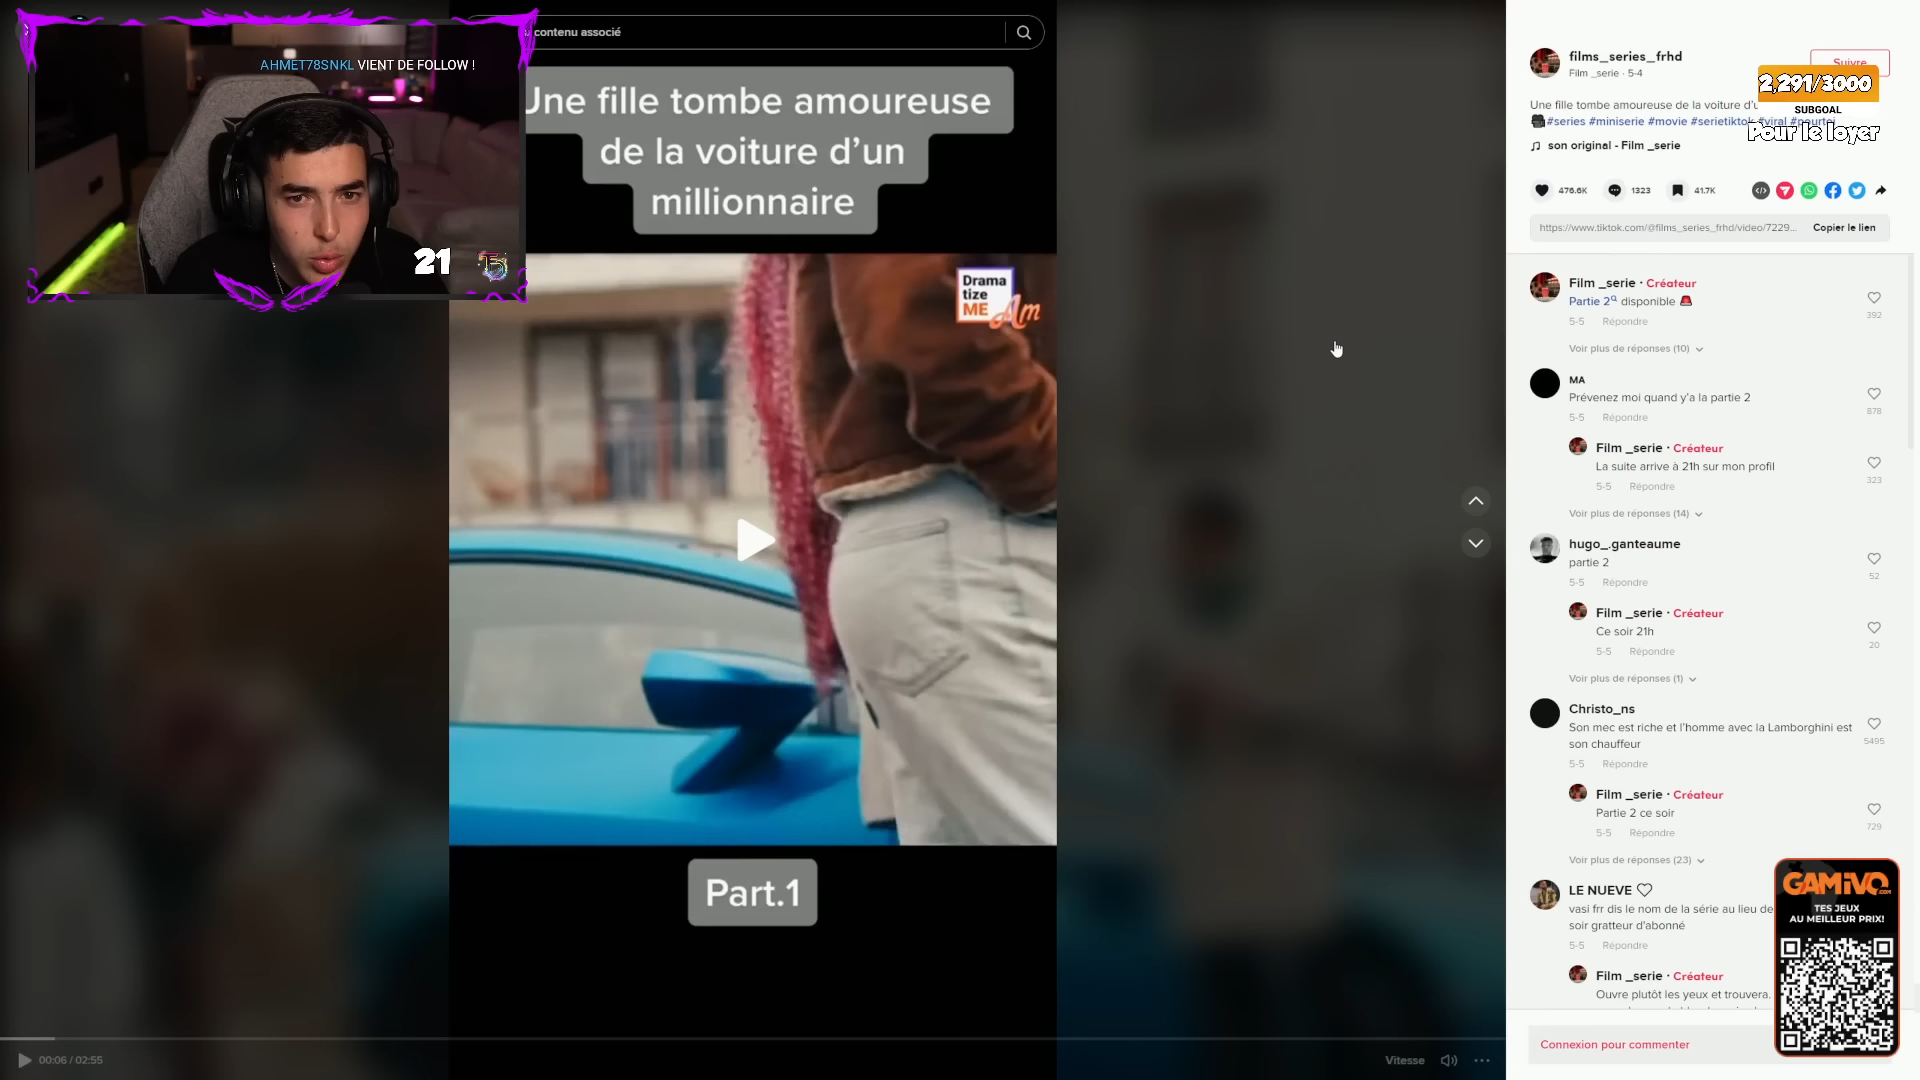 contenu associé
AHMET78SNKL VIENT DE FOLLOW !
21
Une fille tombe amoureuse
de la voiture d’un
millionnaire
Drama
tize
ME
Am
Part.1
00:06 / 02:55
Vitesse
films_series_frhd
Film _serie · 5-4
Suivre
2,291/3000
SUBGOAL
Pour le loyer
Une fille tombe amoureuse de la voiture d'u
#series #miniserie #movie #serietiktok #viral #pourtoi
son original - Film _serie
476.6K
1323
41.7K
https://www.tiktok.com/@films_series_frhd/video/7229...
Copier le lien
Film _serie · Créateur
Partie 2 disponible
5-5 Répondre
392
Voir plus de réponses (10)
MA
Prévenez moi quand y'a la partie 2
5-5 Répondre
878
Film _serie · Créateur
La suite arrive à 21h sur mon profil
5-5 Répondre
323
Voir plus de réponses (14)
hugo_.ganteaume
partie 2
5-5 Répondre
52
Film _serie · Créateur
Ce soir 21h
5-5 Répondre
20
Voir plus de réponses (1)
Christo_ns
Son mec est riche et l'homme avec la Lamborghini est
son chauffeur
5-5 Répondre
5495
Film _serie · Créateur
Partie 2 ce soir
5-5 Répondre
729
Voir plus de réponses (23)
LE NUEVE
vasi frr dis le nom de la série au lieu de
soir gratteur d'abonné
5-5 Répondre
Film _serie · Créateur
Ouvre plutôt les yeux et trouvera.
Connexion pour commenter
GAMIVO.com
TES JEUX
AU MEILLEUR PRIX!